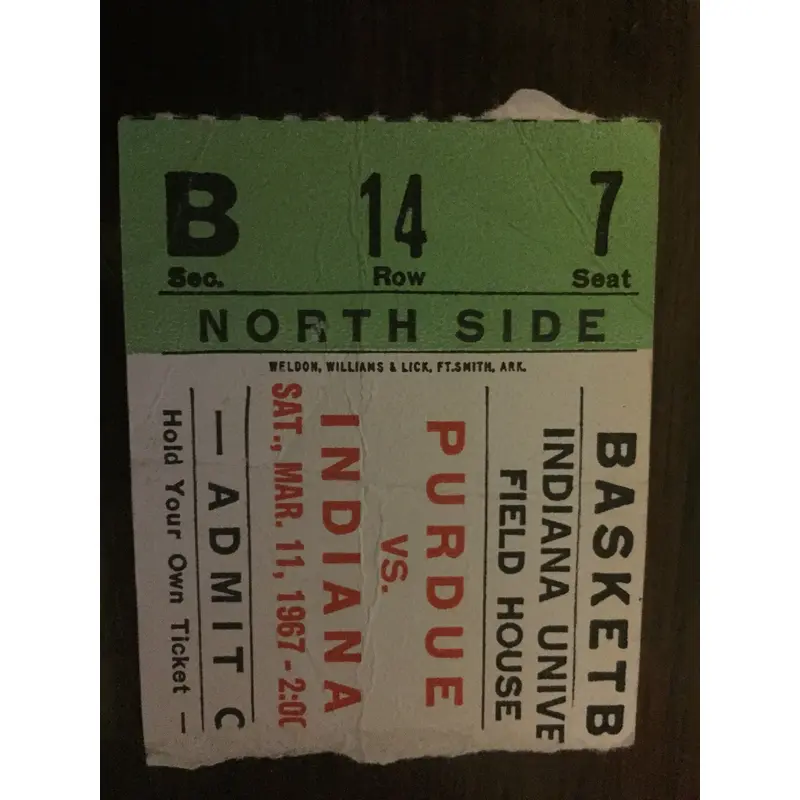 B 14 7
Sec. Row Seat
NORTH SIDE
WELDON, WILLIAMS & LICK, FT.SMITH, ARK.
BASKETB
INDIANA UNIVE
FIELD HOUSE
PURDUE
VS.
INDIANA
SAT., MAR. 11, 1967 - 2:0
— ADMIT
Hold Your Own Ticket —